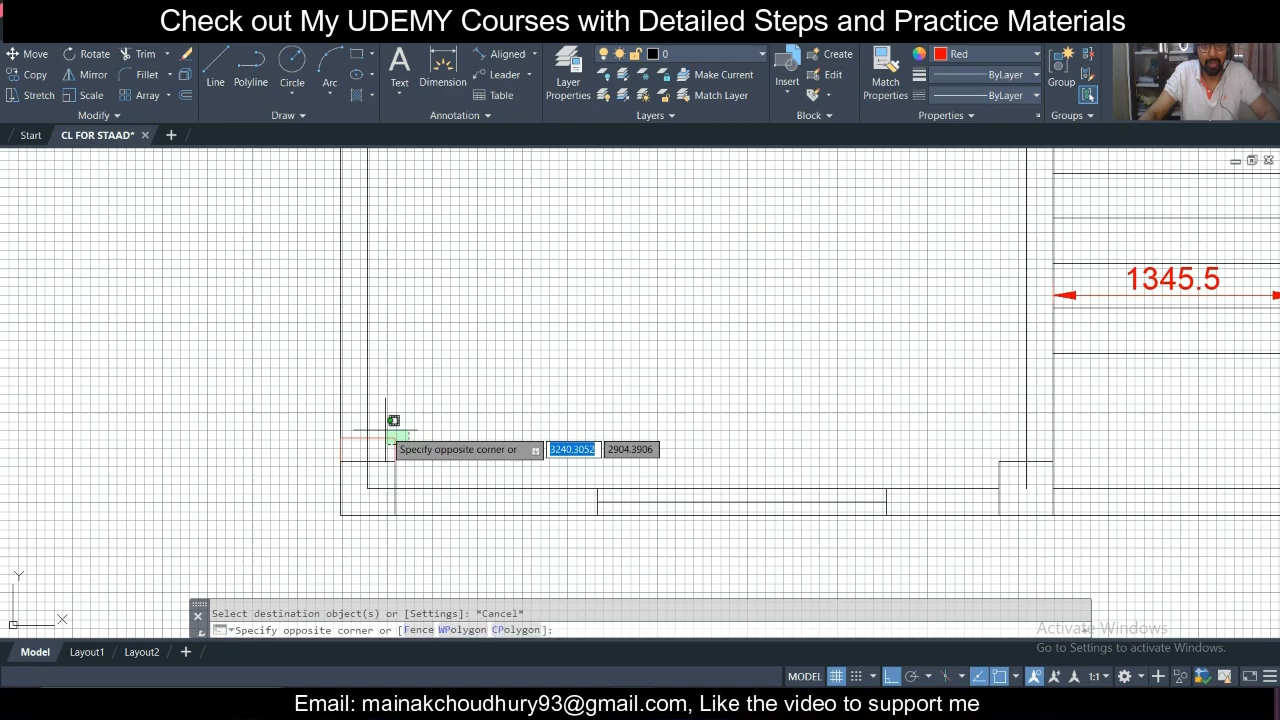 Check out My UDEMY Courses with Detailed Steps and Practice Materials
Move Rotate Trim
Copy Mirror Fillet
Stretch Scale Array
Modify
Line Polyline Circle Arc
Draw
Text Dimension
Aligned
Leader
Table
Annotation
Layer Properties
0
Make Current
Match Layer
Layers
Insert
Create
Edit
Block
Match Properties
Red
ByLayer
ByLayer
Properties
Group
Groups
Start CL FOR STAAD*
1345.5
Specify opposite corner or 3240.3052 2904.3906
Y
X
Select destination object(s) or [Settings]: *Cancel*
Specify opposite corner or [Fence WPolygon CPolygon]:
Activate Windows
Go to Settings to activate Windows.
Model Layout1 Layout2
MODEL 1:1
Email: mainakchoudhury93@gmail.com, Like the video to support me